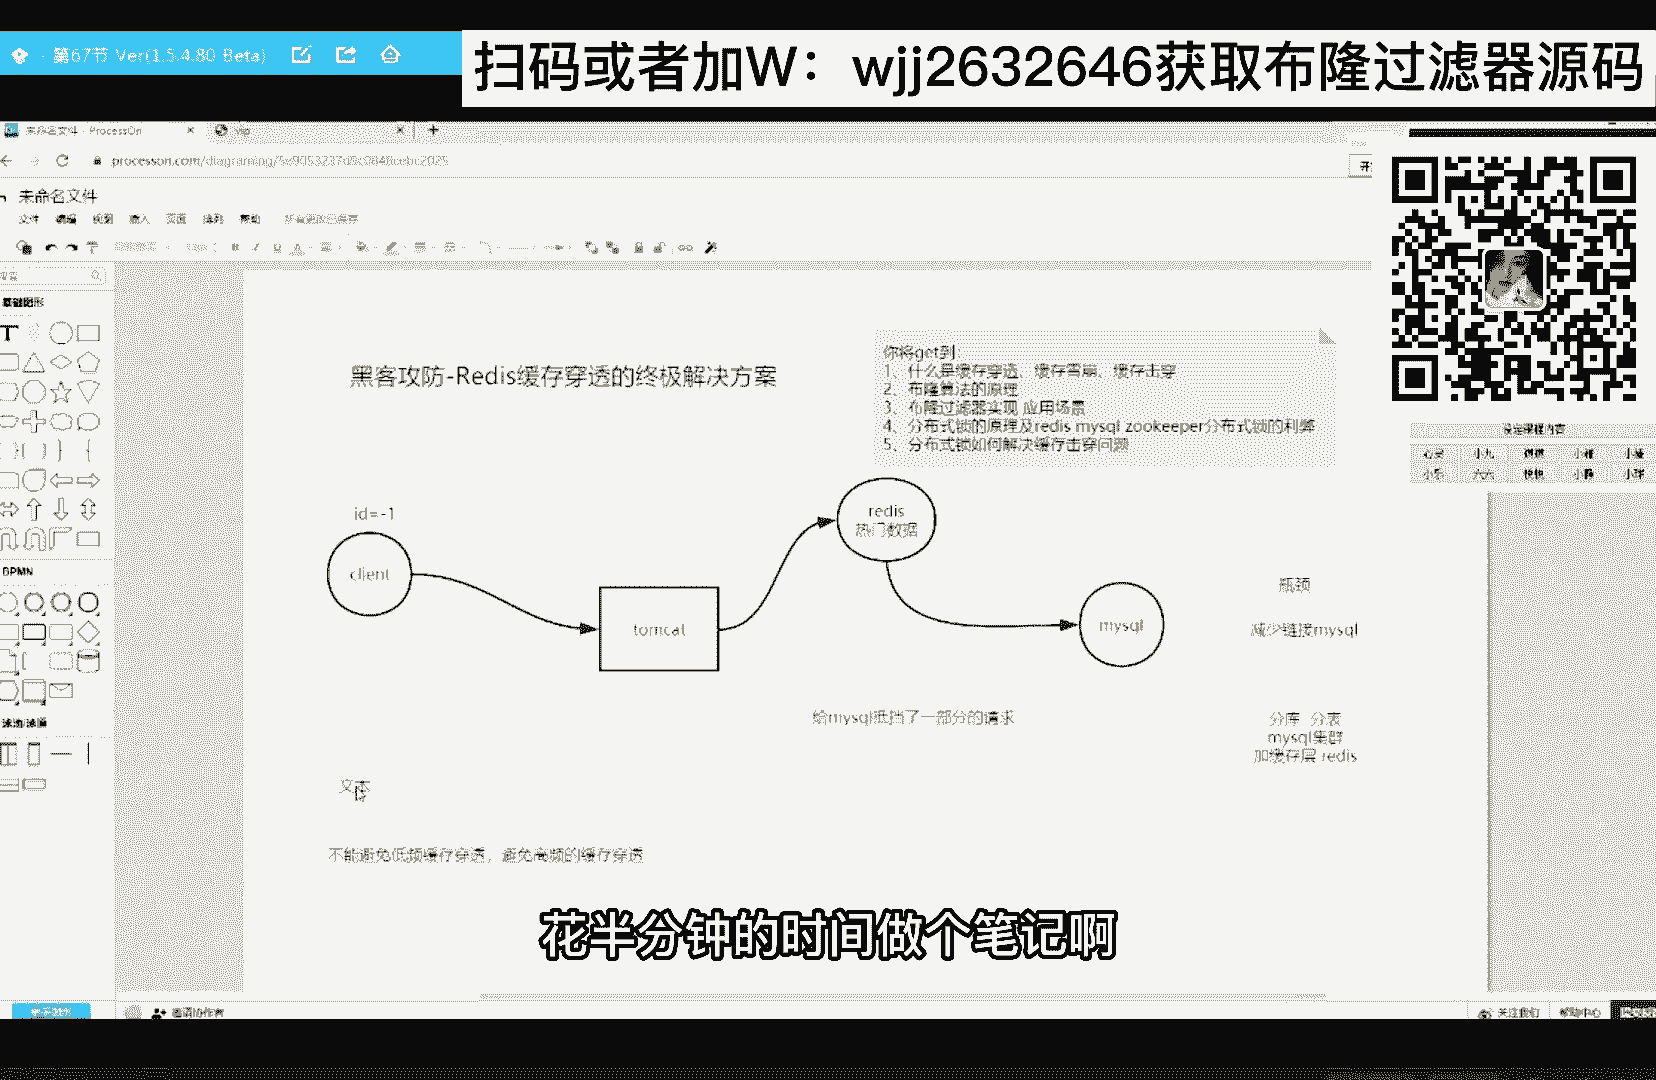 第67节 Ver(1.5.4.80 Beta)
扫码或者加W：wjj2632646获取布隆过滤器源码
未命名文件 - ProcessOn
vip
未命名文件
文件 编辑 视图 插入 页面 排列 帮助
基础图形
你将get到:
1、什么是缓存穿透、缓存雪崩、缓存击穿
2、布隆算法的原理
3、布隆过滤器实现 应用场景
4、分布式锁的原理及redis mysql zookeeper分布式锁的利弊
5、分布式锁如何解决缓存击穿问题
黑客攻防-Redis缓存穿透的终极解决方案
id=-1
client
tomcat
redis
热门数据
mysql
瓶颈
减少链接mysql
给mysql抵挡了一部分的请求
分库 分表
mysql集群
加缓存层 redis
文本
不能避免低频缓存穿透，避免高频的缓存穿透
BPMN
花半分钟的时间做个笔记啊
邀请协作者
关注我们
帮助中心